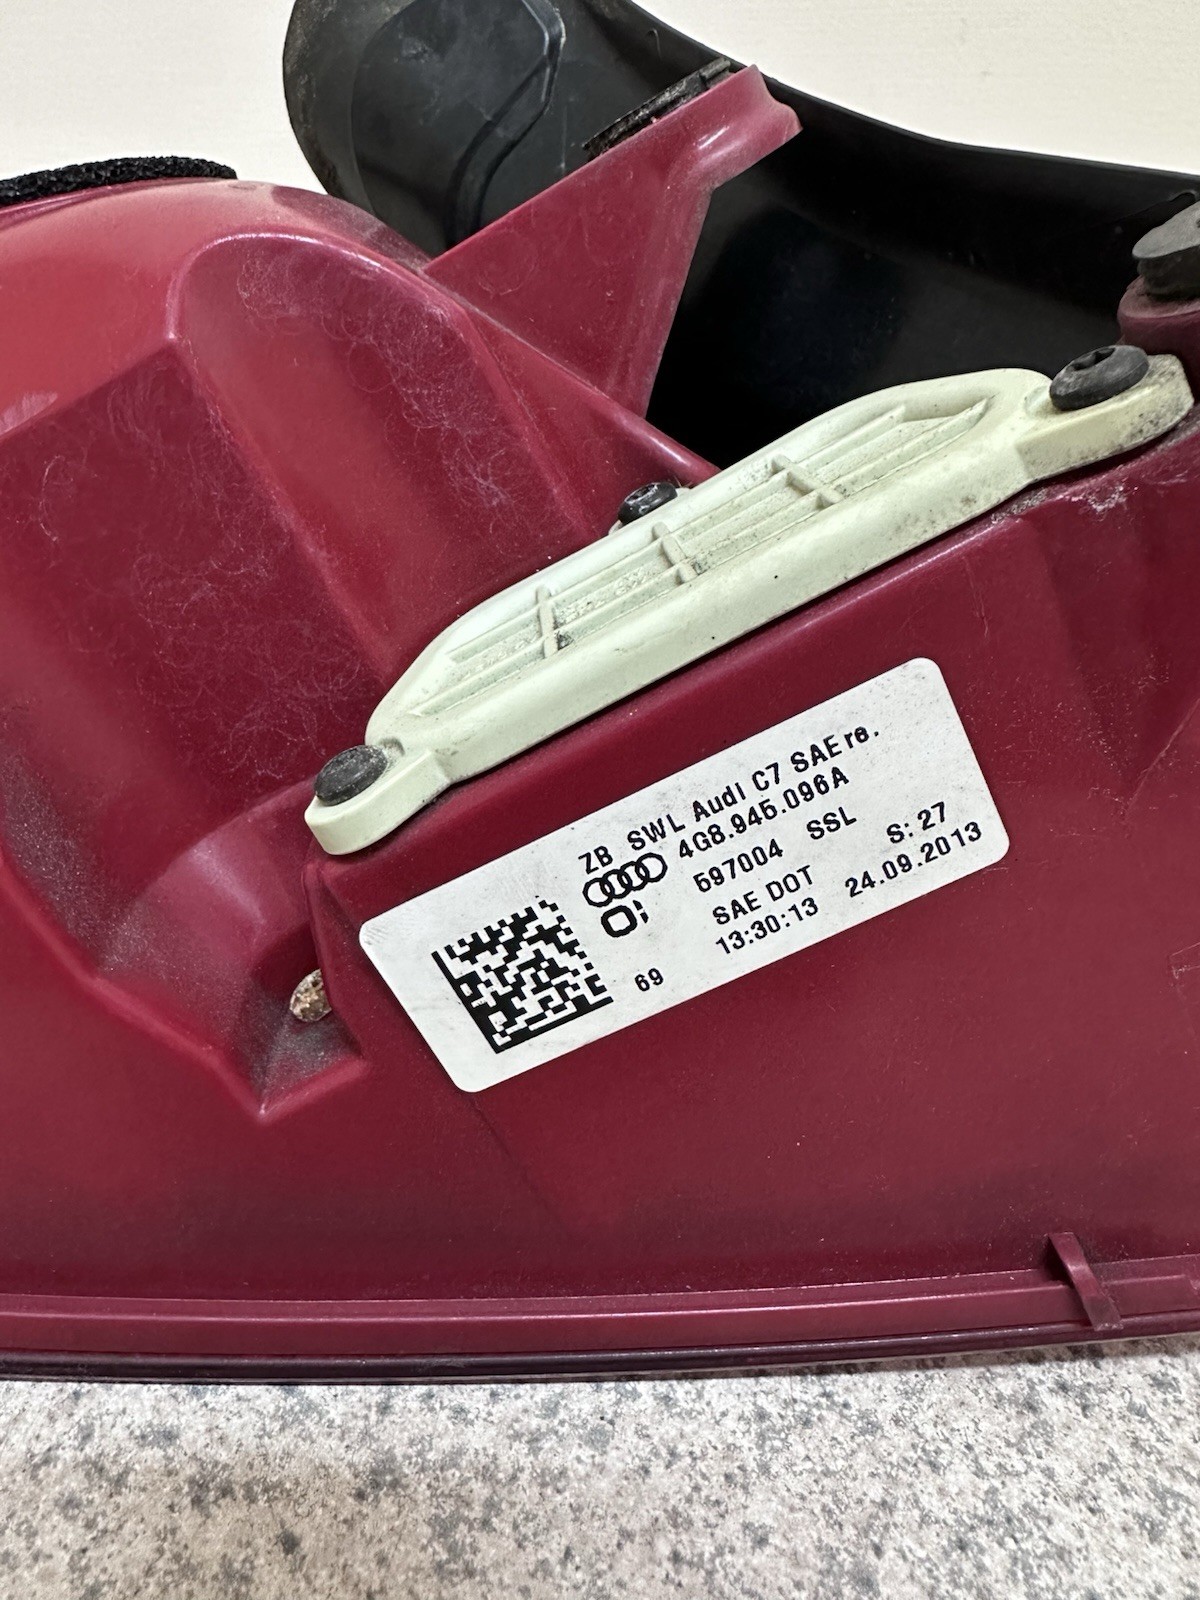 ZB SWL Audi C7 SAE re.
4G8.945.096A
597004 SSL
SAE DOT S: 27
13:30:13 24.09.2013
69